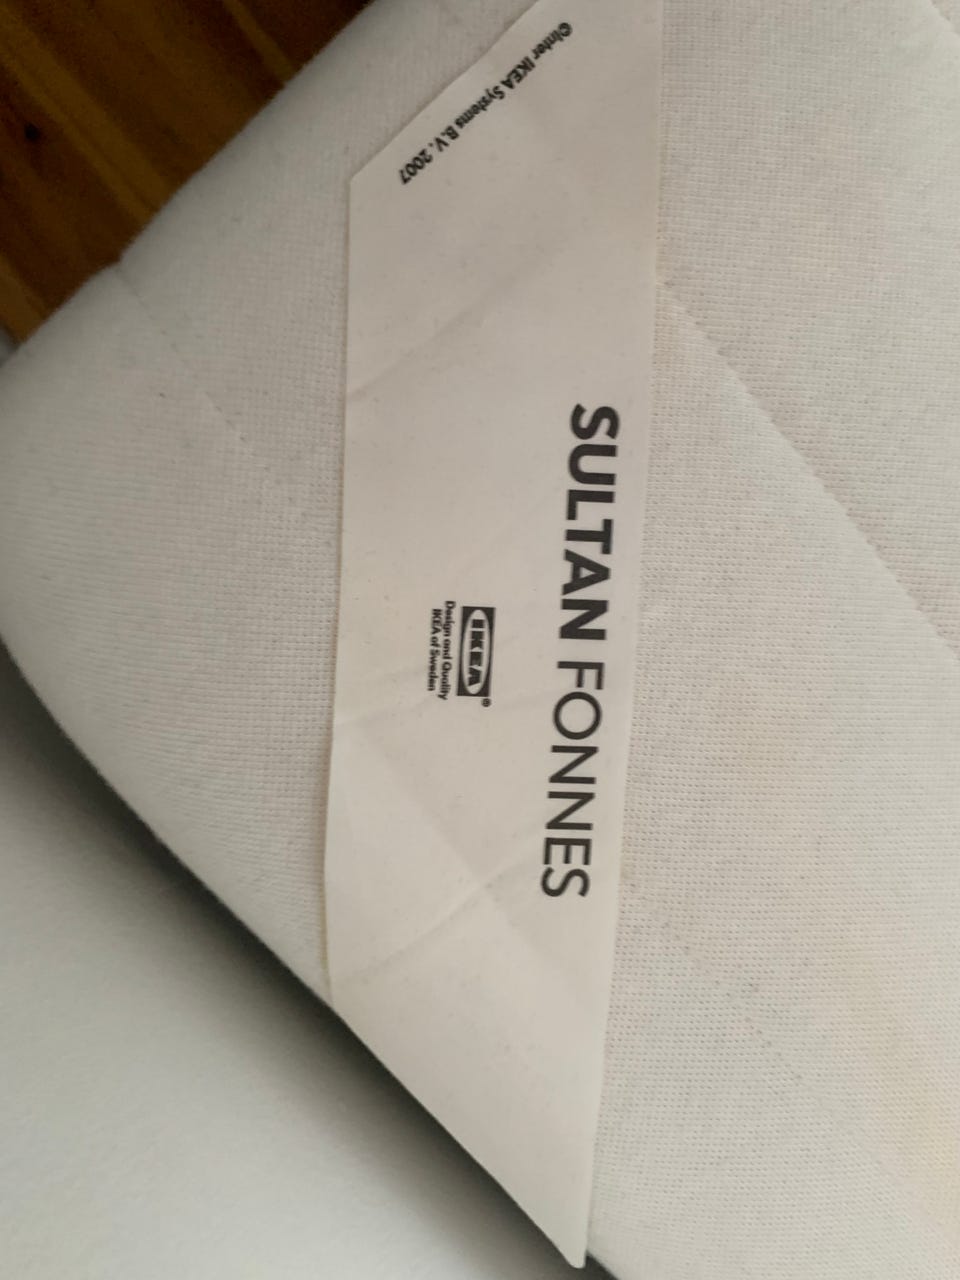 SULTAN FONNES
IKEA®
Design and Quality
IKEA of Sweden
©Inter IKEA Systems B.V. 2007